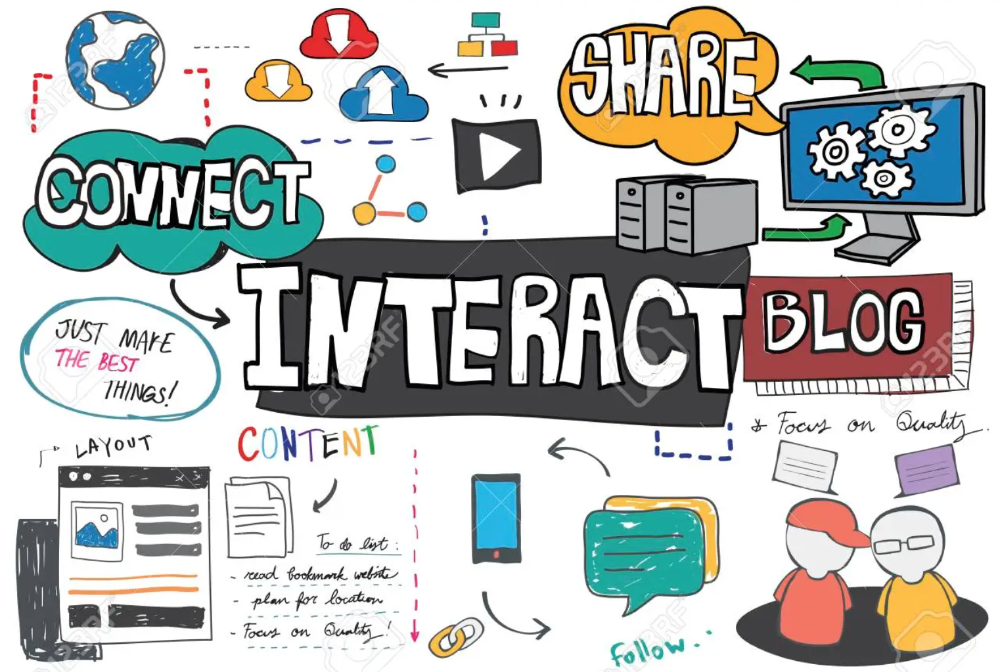 SHARE
CONNECT
INTERACT
BLOG
JUST MAKE
THE BEST
THINGS!
* Focus on Quality.
LAYOUT
CONTENT
To do list:
- read bookmark website
- plan for location
- Focus on Quality!
follow.
123RF